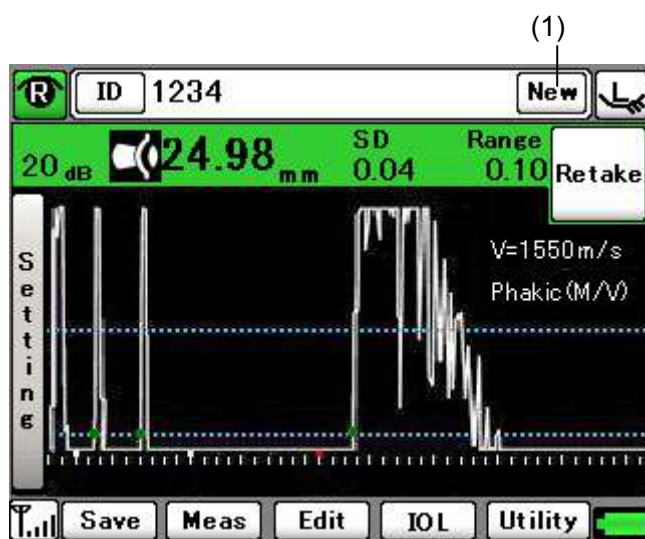 (1)
R ID 1234 New L
20 dB 24.98 mm SD 0.04 Range 0.10 Retake
V=1550m/s
Phakic(M/V)
Setting
Save Meas Edit IOL Utility